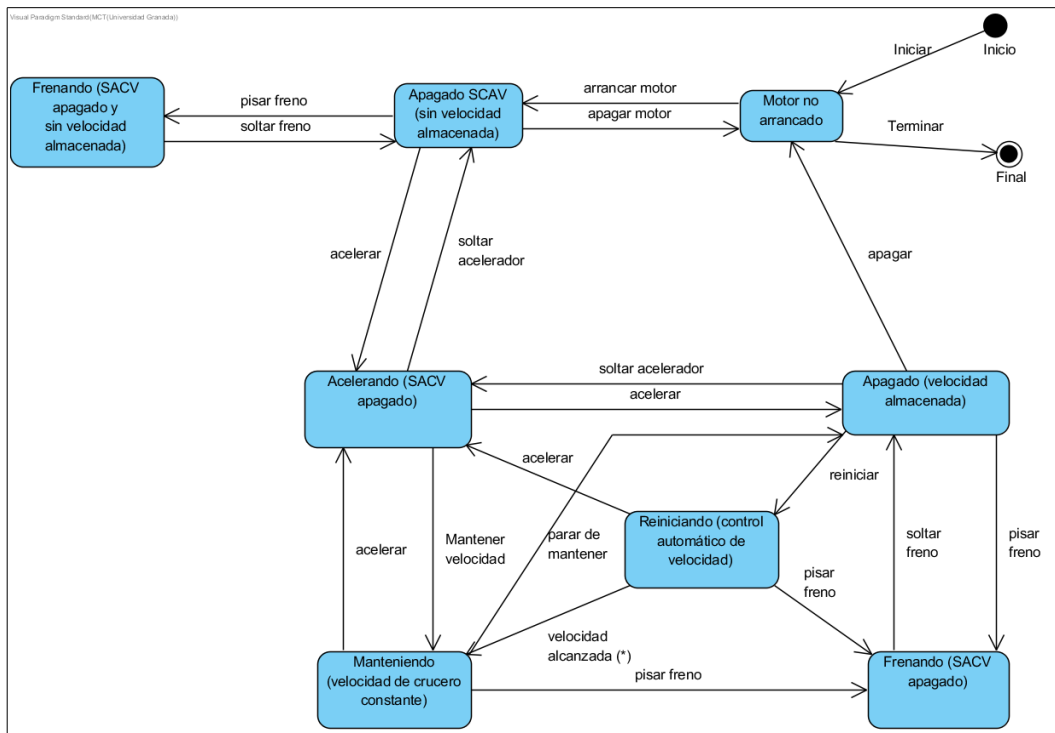 Visual Paradigm Standard(MCT(Universidad Granada))
Inicio
Iniciar
Frenando (SACV
apagado y
sin velocidad
almacenada)
pisar freno
soltar freno
Apagado SCAV
(sin velocidad
almacenada)
arrancar motor
apagar motor
Motor no
arrancado
Terminar
Final
acelerar
soltar
acelerador
apagar
Acelerando (SACV
apagado)
soltar acelerador
acelerar
Apagado (velocidad
almacenada)
acelerar
reiniciar
Reiniciando (control
automático de
velocidad)
acelerar
Mantener
velocidad
parar de
mantener
soltar
freno
pisar
freno
pisar
freno
velocidad
alcanzada (*)
Manteniendo
(velocidad de crucero
constante)
pisar freno
Frenando (SACV
apagado)